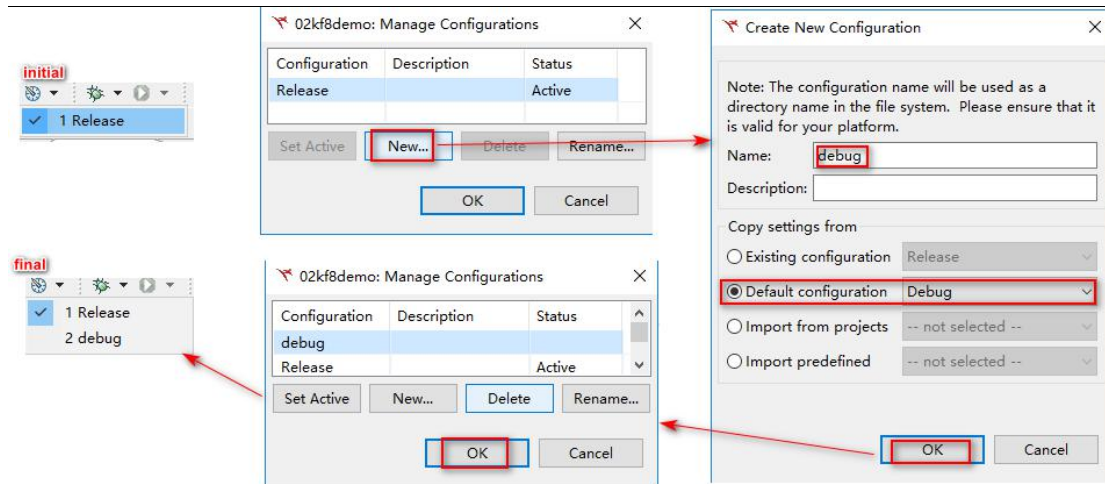 initial
1 Release
02kf8demo: Manage Configurations
Configuration Description Status
Release Active
Set Active New... Delete Rename...
OK Cancel
Create New Configuration
Note: The configuration name will be used as a
directory name in the file system. Please ensure that it
is valid for your platform.
Name: debug
Description:
Copy settings from
Existing configuration Release
Default configuration Debug
Import from projects -- not selected --
Import predefined -- not selected --
OK Cancel
final
1 Release
2 debug
02kf8demo: Manage Configurations
Configuration Description Status
debug
Release Active
Set Active New... Delete Rename...
OK Cancel